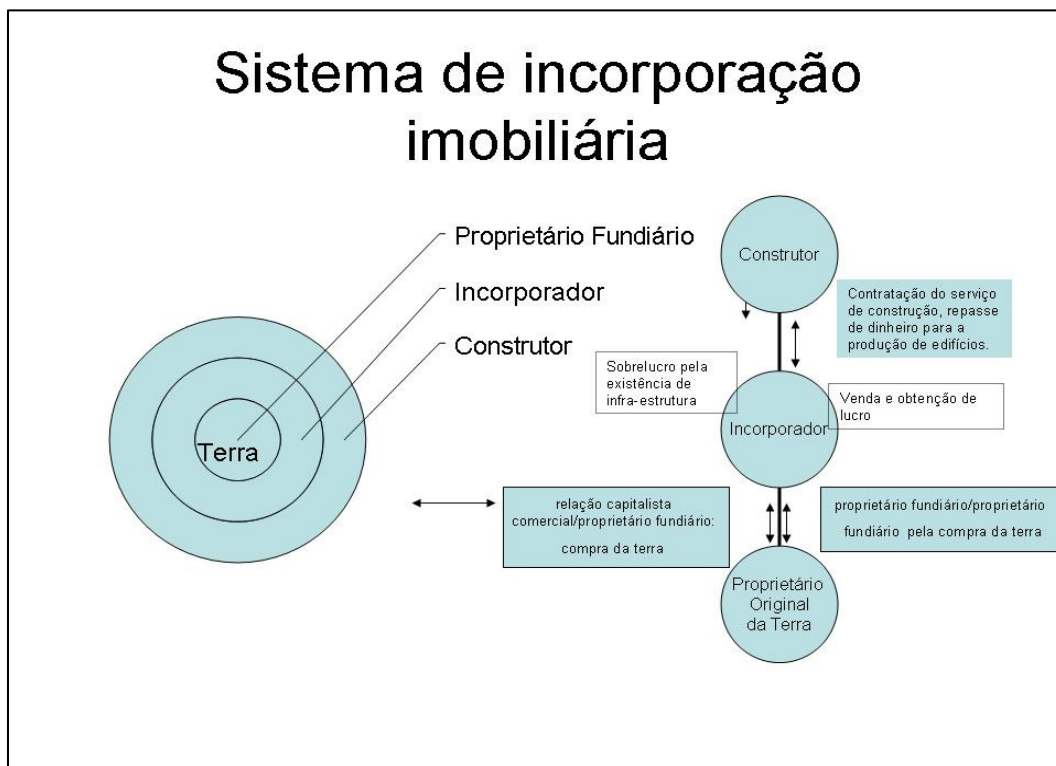 Sistema de incorporação
imobiliária
Proprietário Fundiário
Incorporador
Construtor
Terra
Construtor
Contratação do serviço
de construção, repasse
de dinheiro para a
produção de edifícios.
Sobrelucro pela
existência de
infra-estrutura
Venda e obtenção de
lucro
Incorporador
relação capitalista
comercial/proprietário fundiário:
compra da terra
proprietário fundiário/proprietário
fundiário pela compra da terra
Proprietário
Original
da Terra